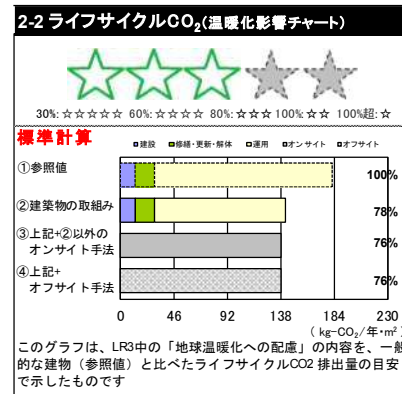 2-2 ライフサイクルCO2(温暖化影響チャート)
30%: ☆☆☆☆☆ 60%: ☆☆☆☆ 80%: ☆☆☆ 100%: ☆☆ 100%超: ☆
標準計算
■建設 ■修繕・更新・解体 □運用 ■オンサイト □オフサイト
①参照値 100%
②建築物の取組み 78%
③上記+②以外の
オンサイト手法 76%
④上記+
オフサイト手法 76%
0 46 92 138 184 230
( kg-CO2/年・m2 )
このグラフは、LR3中の「地球温暖化への配慮」の内容を、一般
的な建物(参照値)と比べたライフサイクルCO2 排出量の目安
で示したものです